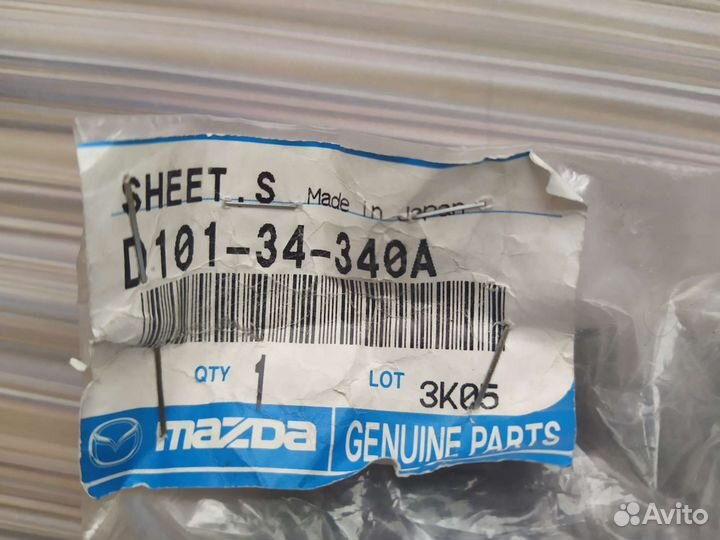 SHEET.S Made in Japan
D101-34-340A
QTY 1 LOT 3K05
mazda GENUINE PARTS
Avito